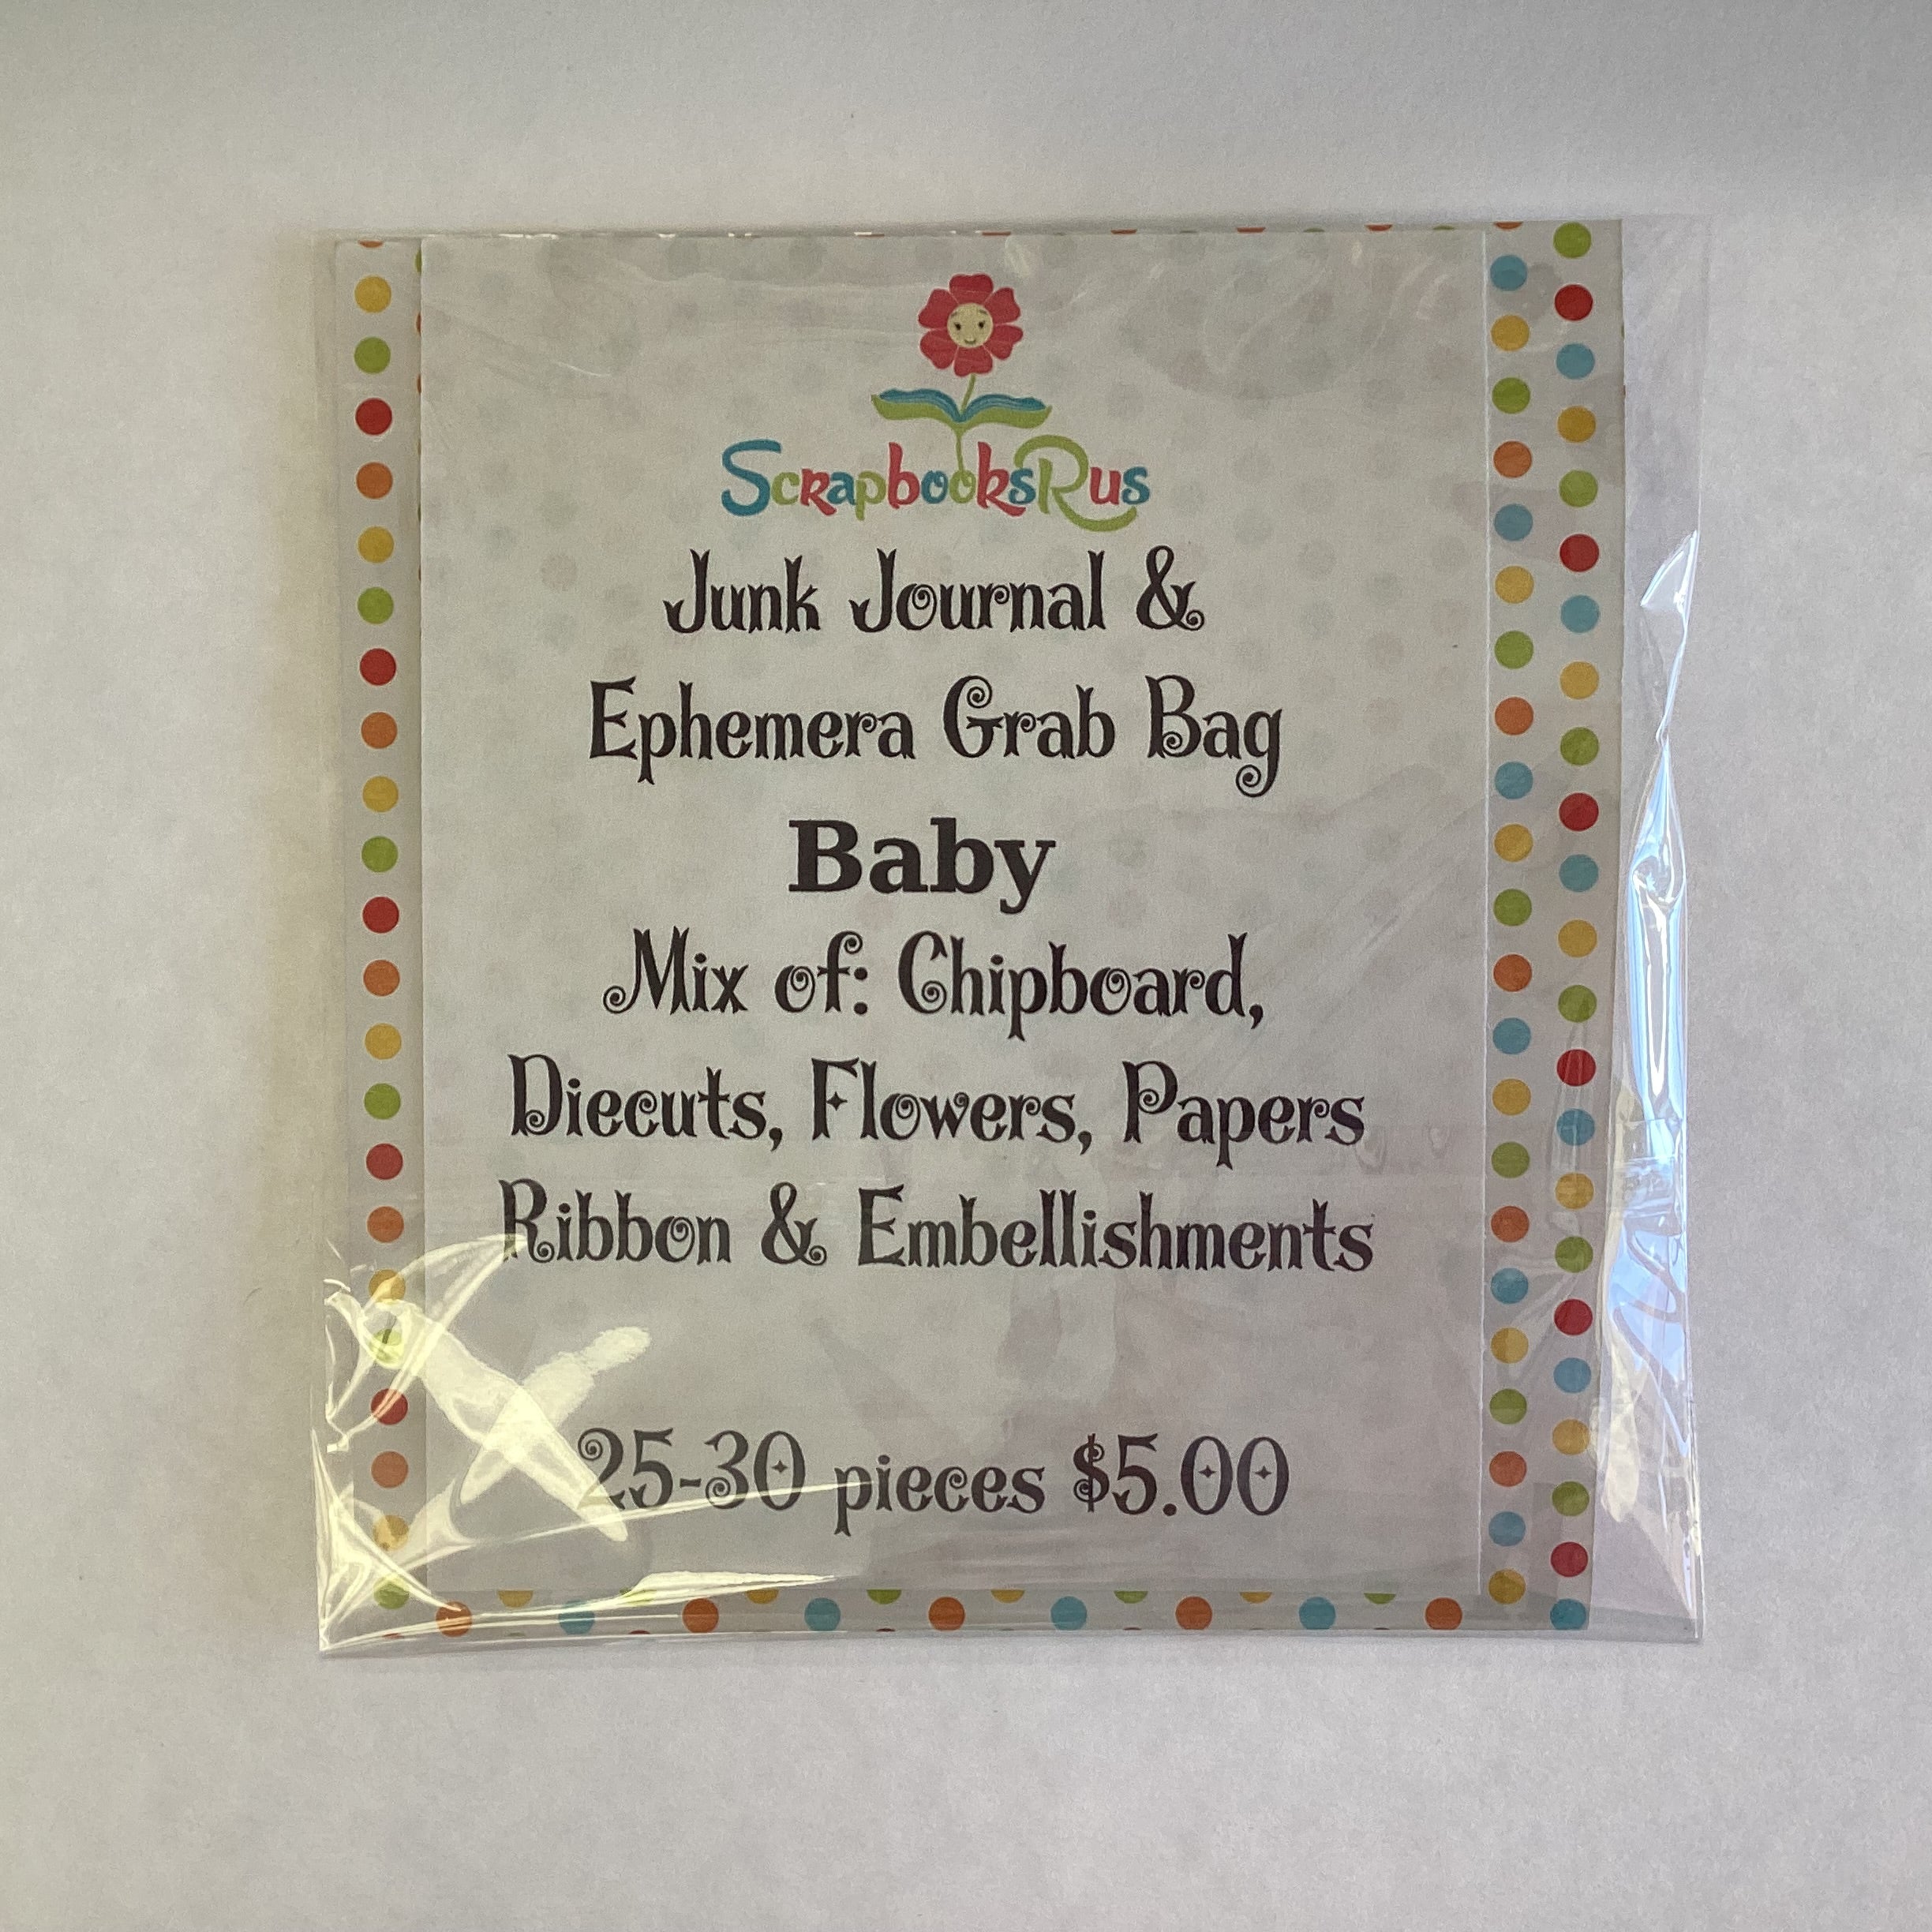 ScrapbooksRus
Junk Journal &
Ephemera Grab Bag
Baby
Mix of: Chipboard,
Diecuts, Flowers, Papers
Ribbon & Embellishments
25-30 pieces $5.00